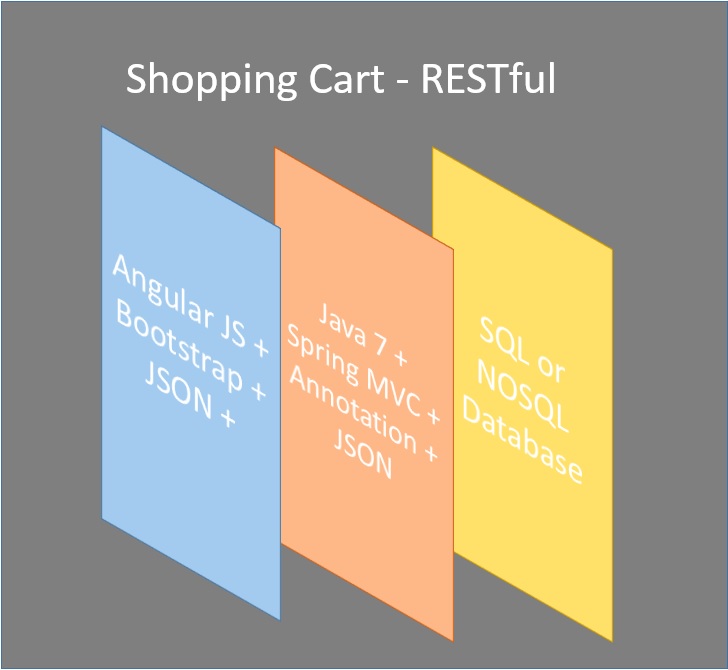 Shopping Cart - RESTful
Angular JS +
Bootstrap +
JSON +
Java 7 +
Spring MVC +
Annotation +
JSON
SQL or
NOSQL
Database